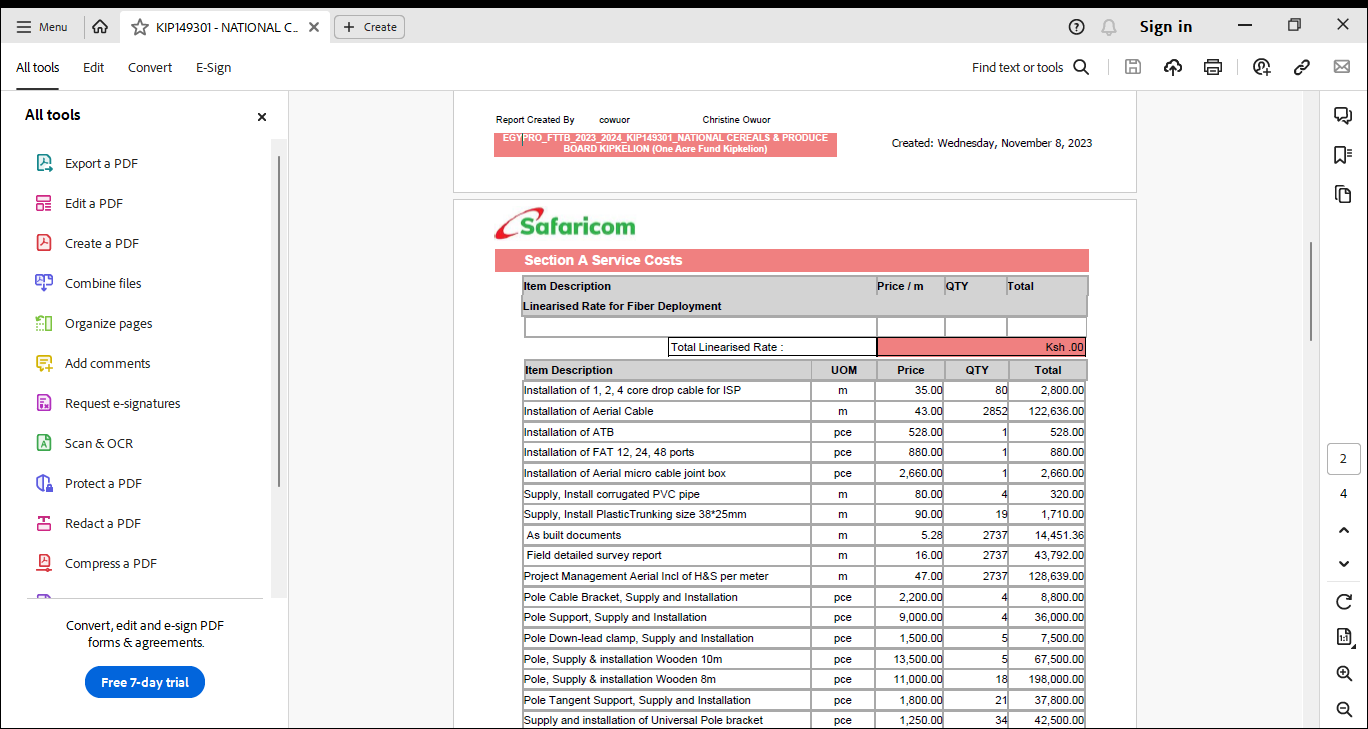 Menu
KIP149301 - NATIONAL C...
Create
Sign in
All tools
Edit
Convert
E-Sign
Find text or tools
All tools
Export a PDF
Edit a PDF
Create a PDF
Combine files
Organize pages
Add comments
Request e-signatures
Scan & OCR
Protect a PDF
Redact a PDF
Compress a PDF
Convert, edit and e-sign PDF
forms & agreements.
Free 7-day trial
Report Created By cowuor Christine Owuor
EGYPRO_FTTB_2023_2024_KIP149301_NATIONAL CEREALS & PRODUCE
BOARD KIPKELION (One Acre Fund Kipkelion)
Created: Wednesday, November 8, 2023
Safaricom
Section A Service Costs
Item Description Price / m QTY Total
Linearised Rate for Fiber Deployment
Total Linearised Rate : Ksh .00
Item Description UOM Price QTY Total
Installation of 1, 2, 4 core drop cable for ISP m 35.00 80 2,800.00
Installation of Aerial Cable m 43.00 2852 122,636.00
Installation of ATB pce 528.00 1 528.00
Installation of FAT 12, 24, 48 ports pce 880.00 1 880.00
Installation of Aerial micro cable joint box pce 2,660.00 1 2,660.00
Supply, Install corrugated PVC pipe m 80.00 4 320.00
Supply, Install PlasticTrunking size 38*25mm m 90.00 19 1,710.00
As built documents m 5.28 2737 14,451.36
Field detailed survey report m 16.00 2737 43,792.00
Project Management Aerial Incl of H&S per meter m 47.00 2737 128,639.00
Pole Cable Bracket, Supply and Installation pce 2,200.00 4 8,800.00
Pole Support, Supply and Installation pce 9,000.00 4 36,000.00
Pole Down-lead clamp, Supply and Installation pce 1,500.00 5 7,500.00
Pole, Supply & installation Wooden 10m pce 13,500.00 5 67,500.00
Pole, Supply & installation Wooden 8m pce 11,000.00 18 198,000.00
Pole Tangent Support, Supply and Installation pce 1,800.00 21 37,800.00
Supply and installation of Universal Pole bracket pce 1,250.00 34 42,500.00
2
4
1:1